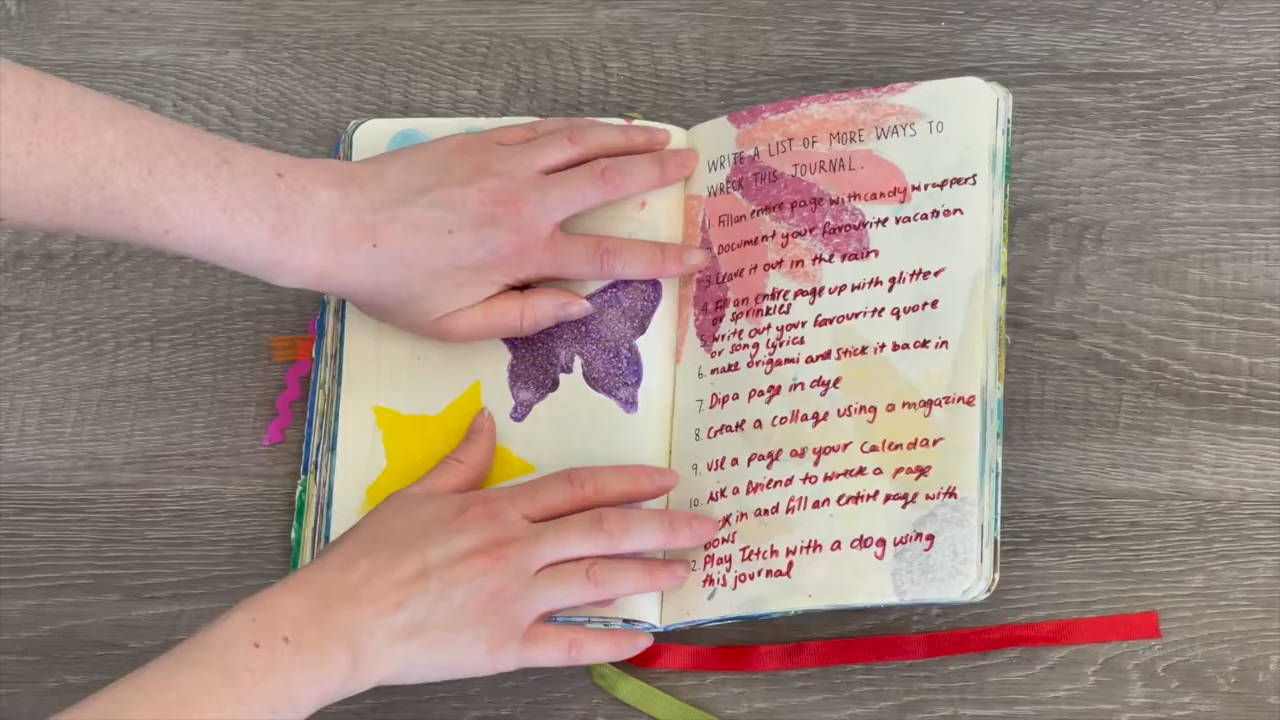 WRITE A LIST OF MORE WAYS TO
WRECK THIS JOURNAL.
1. Fill an entire page with candy wrappers
2 Document your favourite vacation
3. Leave it out in the rain
4. Fill an entire page up with glitter
or sprinkles
5. Write out your favourite quote
or song lyrics
6. make origami and stick it back in
7. Dip a page in dye
8. Create a collage using a magazine
9. Use a page as your calendar
10. Ask a friend to wreck a page
in and fill an entire page with
2. Play fetch with a dog using
this journal